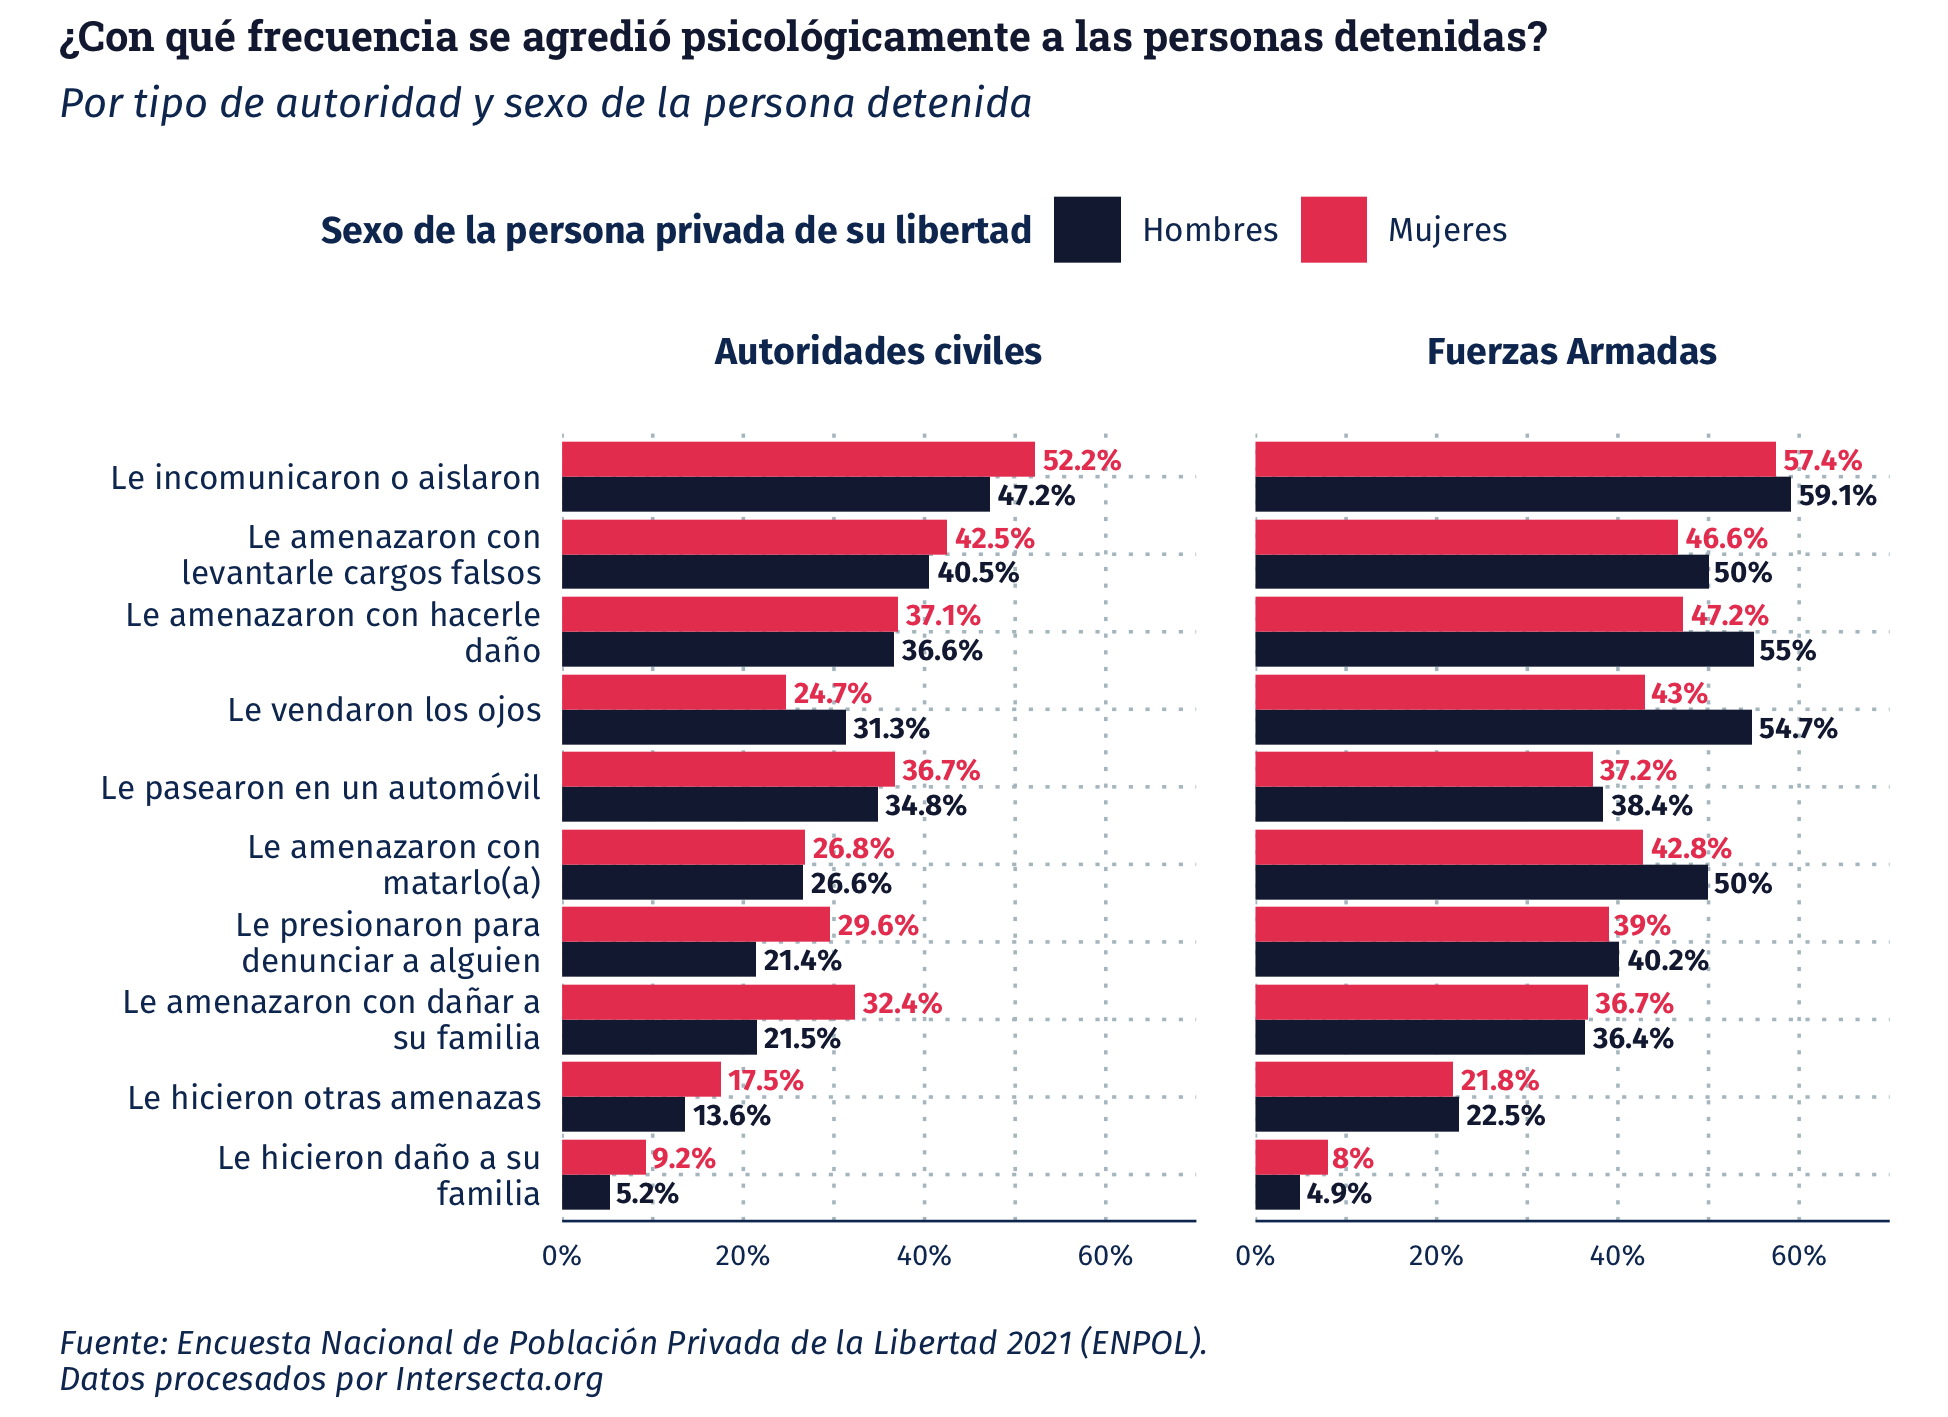 ¿Con qué frecuencia se agredió psicológicamente a las personas detenidas?
Por tipo de autoridad y sexo de la persona detenida
Sexo de la persona privada de su libertad Hombres Mujeres
Autoridades civiles Fuerzas Armadas
Le incomunicaron o aislaron 52.2% 57.4%
47.2% 59.1%
Le amenazaron con 42.5% 46.6%
levantarle cargos falsos 40.5% 50%
Le amenazaron con hacerle 37.1% 47.2%
daño 36.6% 55%
Le vendaron los ojos 24.7% 43%
31.3% 54.7%
Le pasearon en un automóvil 36.7% 37.2%
34.8% 38.4%
Le amenazaron con 26.8% 42.8%
matarlo(a) 26.6% 50%
Le presionaron para 29.6% 39%
denunciar a alguien 21.4% 40.2%
Le amenazaron con dañar a 32.4% 36.7%
su familia 21.5% 36.4%
Le hicieron otras amenazas 17.5% 21.8%
13.6% 22.5%
Le hicieron daño a su 9.2% 8%
familia 5.2% 4.9%
0% 20% 40% 60% 0% 20% 40% 60%
Fuente: Encuesta Nacional de Población Privada de la Libertad 2021 (ENPOL).
Datos procesados por Intersecta.org